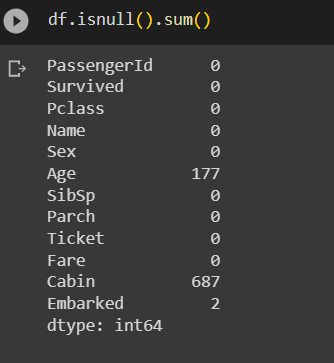 df.isnull().sum()
PassengerId 0
Survived 0
Pclass 0
Name 0
Sex 0
Age 177
SibSp 0
Parch 0
Ticket 0
Fare 0
Cabin 687
Embarked 2
dtype: int64